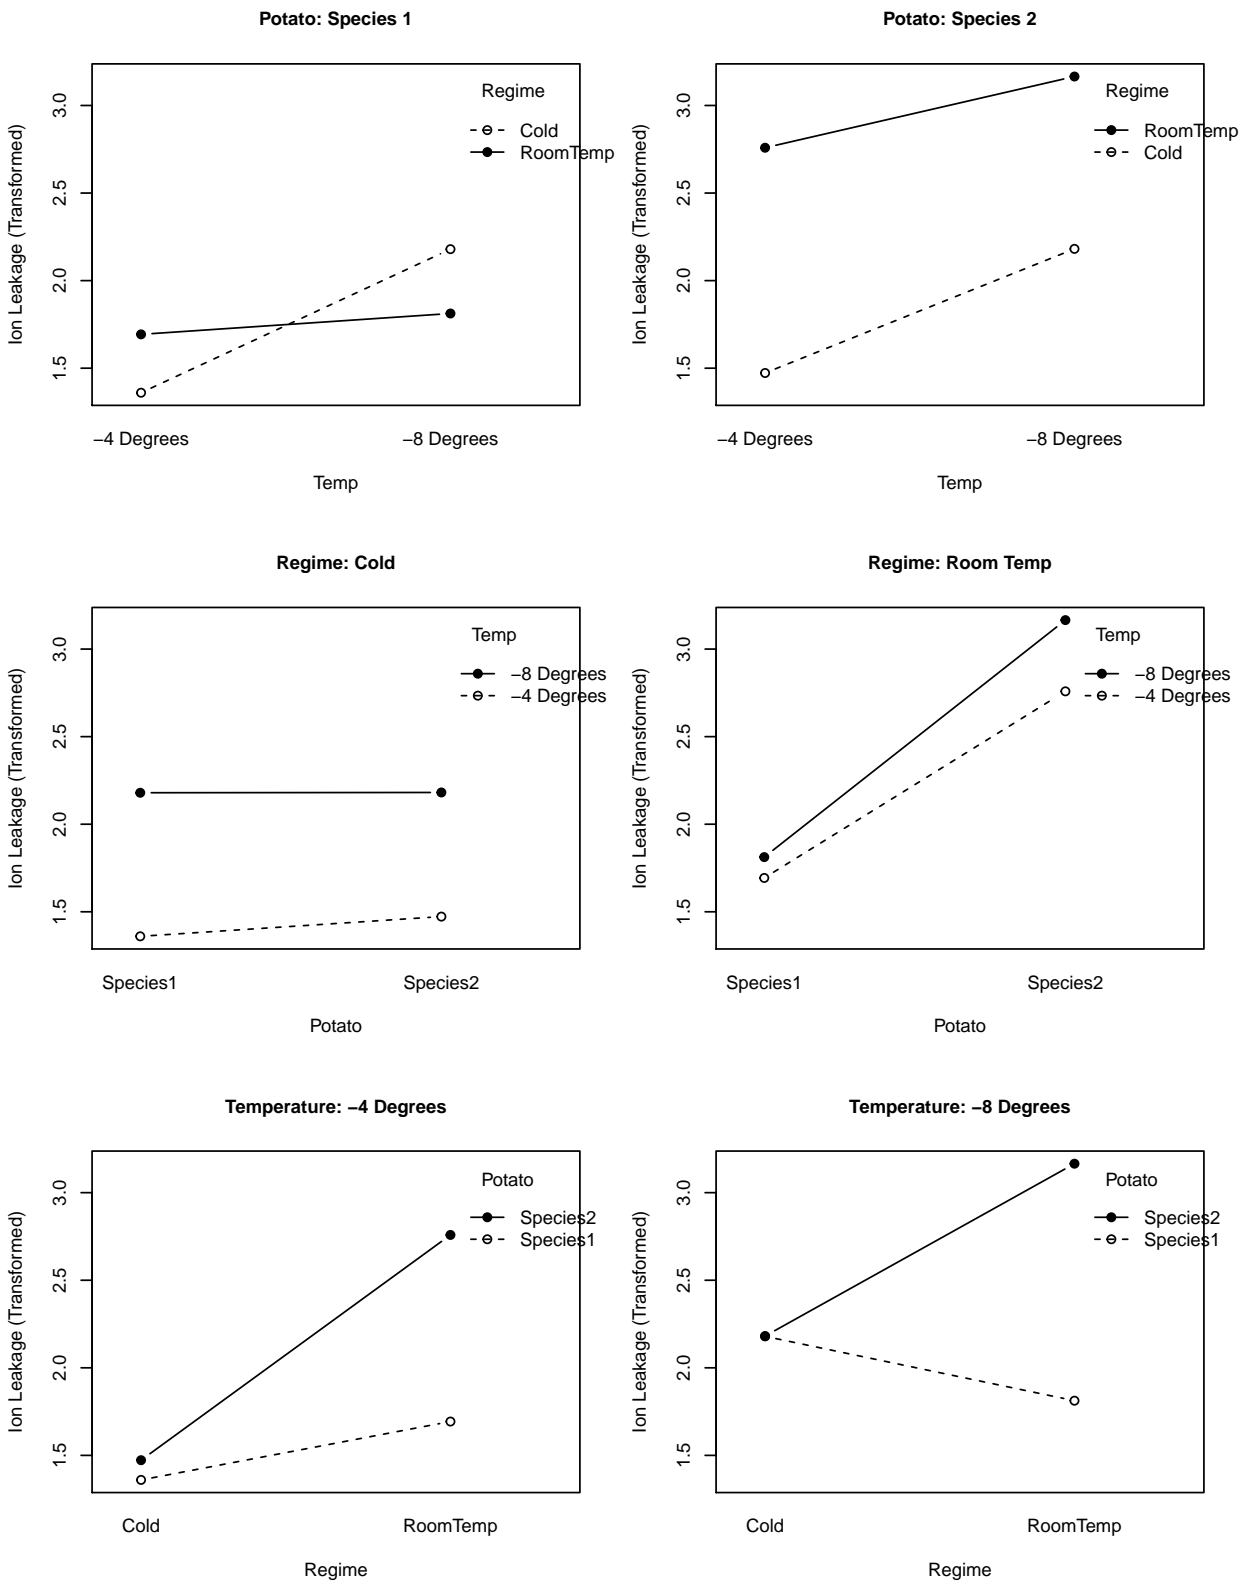 Potato: Species 1
Ion Leakage (Transformed)
3.0
2.5
2.0
1.5
Regime
Cold
RoomTemp
−4 Degrees
−8 Degrees
Temp
Potato: Species 2
Ion Leakage (Transformed)
3.0
2.5
2.0
1.5
Regime
RoomTemp
Cold
−4 Degrees
−8 Degrees
Temp
Regime: Cold
Ion Leakage (Transformed)
3.0
2.5
2.0
1.5
Temp
−8 Degrees
−4 Degrees
Species1
Species2
Potato
Regime: Room Temp
Ion Leakage (Transformed)
3.0
2.5
2.0
1.5
Temp
−8 Degrees
−4 Degrees
Species1
Species2
Potato
Temperature: −4 Degrees
Ion Leakage (Transformed)
3.0
2.5
2.0
1.5
Potato
Species2
Species1
Cold
RoomTemp
Regime
Temperature: −8 Degrees
Ion Leakage (Transformed)
3.0
2.5
2.0
1.5
Potato
Species2
Species1
Cold
RoomTemp
Regime